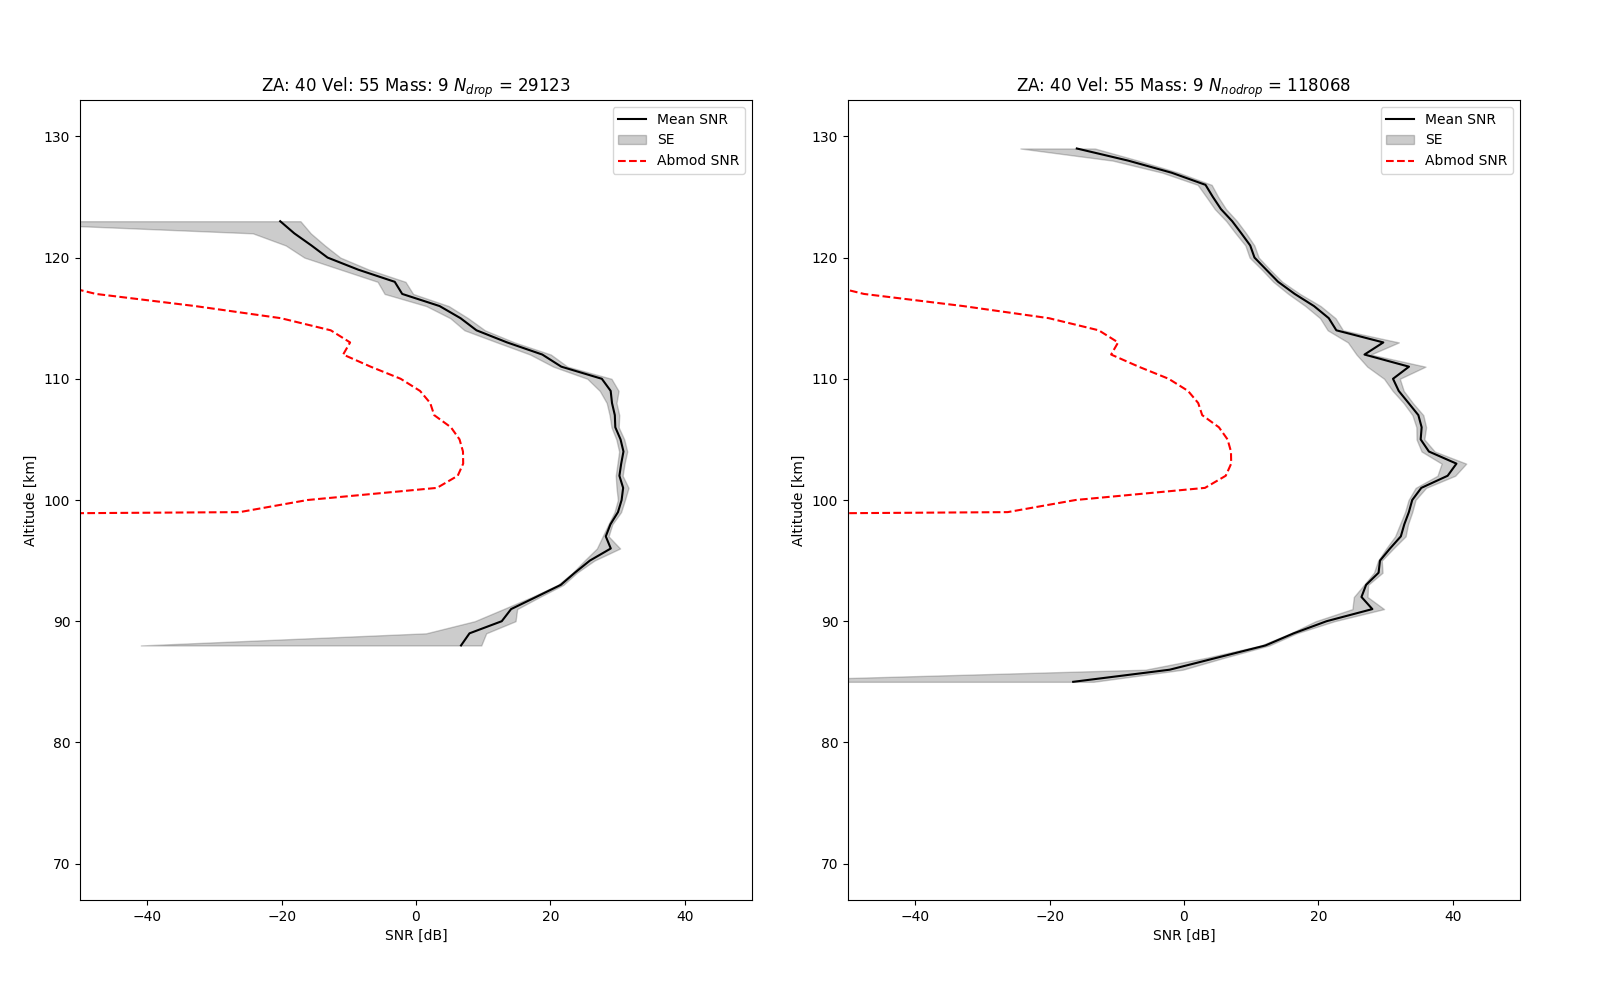 ZA: 40 Vel: 55 Mass: 9 N_drop = 29123
Mean SNR
SE
Abmod SNR
130
120
110
100
90
80
70
Altitude [km]
−40 −20 0 20 40
SNR [dB]
ZA: 40 Vel: 55 Mass: 9 N_nodrop = 118068
Mean SNR
SE
Abmod SNR
130
120
110
100
90
80
70
Altitude [km]
−40 −20 0 20 40
SNR [dB]